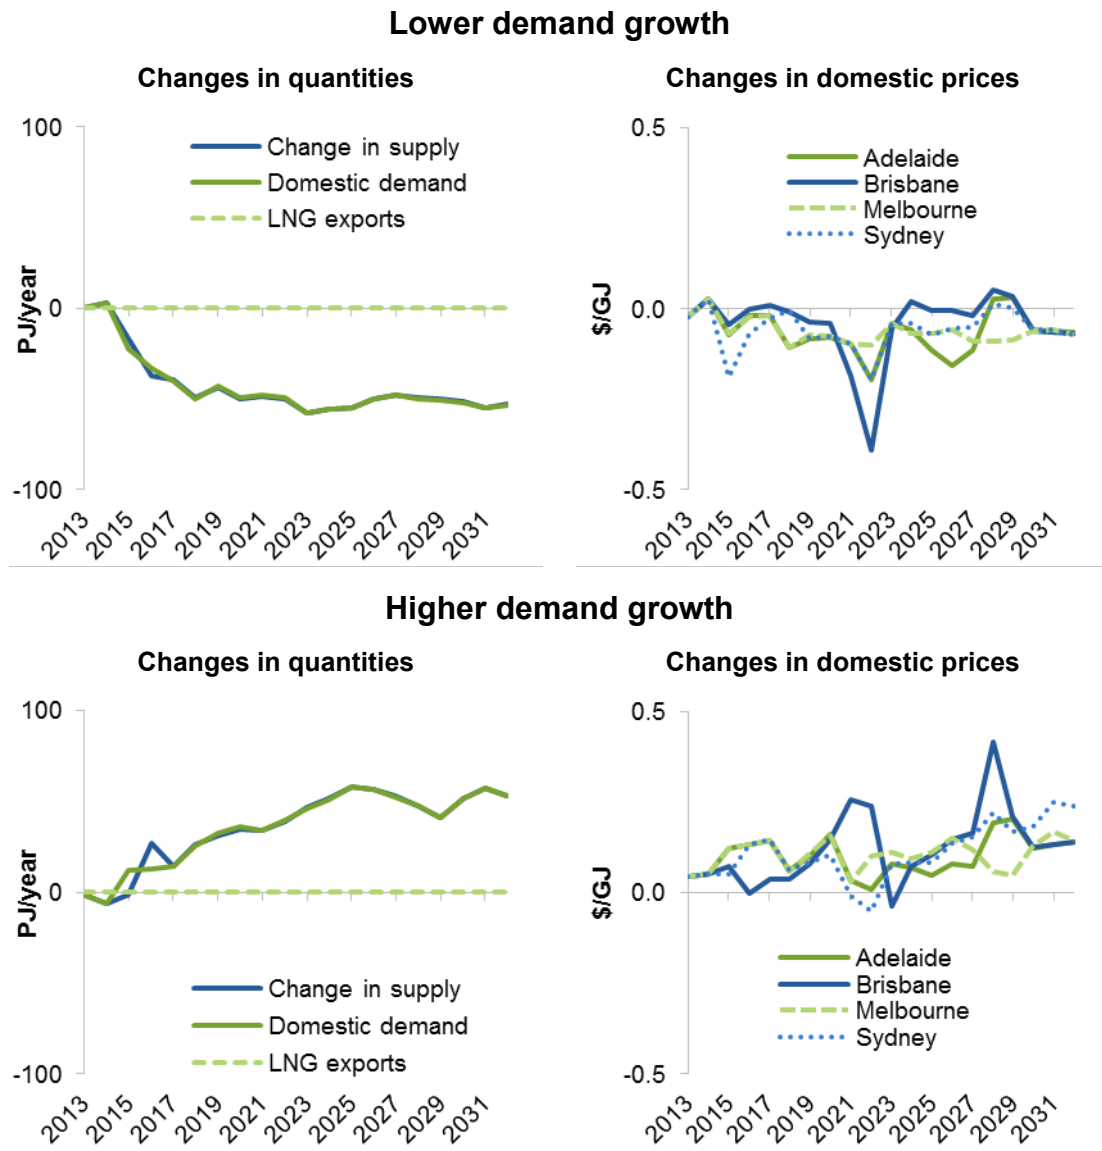 Lower demand growth
Changes in quantities
100
0
-100
PJ/year
Change in supply
Domestic demand
LNG exports
2013
2015
2017
2019
2021
2023
2025
2027
2029
2031
Changes in domestic prices
0.5
0.0
-0.5
$/GJ
Adelaide
Brisbane
Melbourne
Sydney
2013
2015
2017
2019
2021
2023
2025
2027
2029
2031
Higher demand growth
Changes in quantities
100
0
-100
PJ/year
Change in supply
Domestic demand
LNG exports
2013
2015
2017
2019
2021
2023
2025
2027
2029
2031
Changes in domestic prices
0.5
0.0
-0.5
$/GJ
Adelaide
Brisbane
Melbourne
Sydney
2013
2015
2017
2019
2021
2023
2025
2027
2029
2031